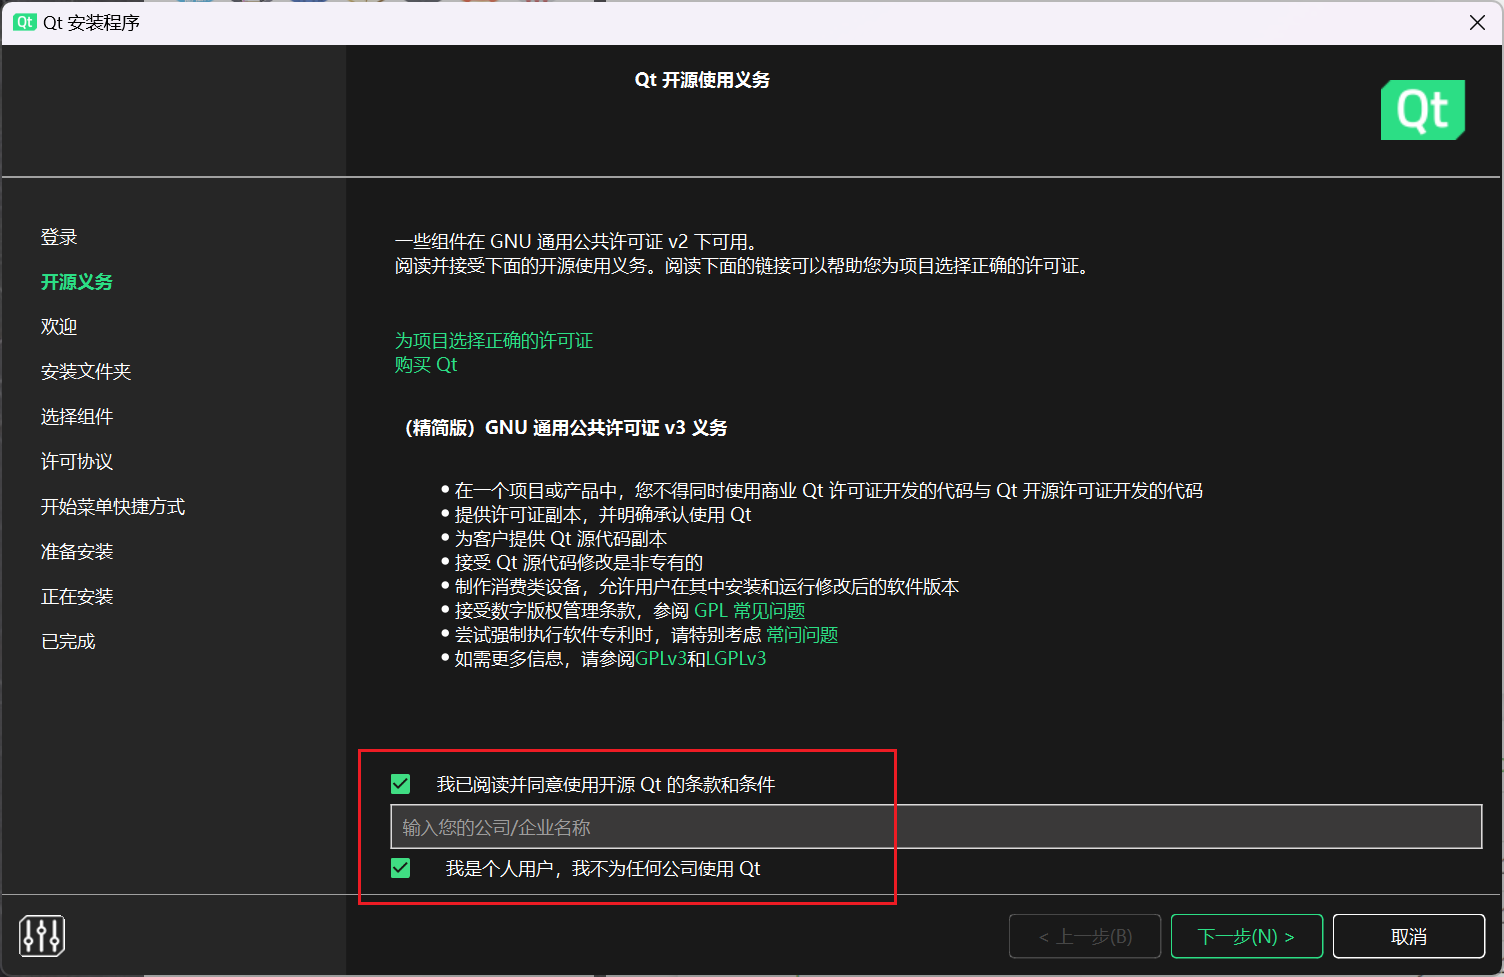 Qt Qt 安装程序
Qt 开源使用义务
Qt
登录
开源义务
欢迎
安装文件夹
选择组件
许可协议
开始菜单快捷方式
准备安装
正在安装
已完成
一些组件在 GNU 通用公共许可证 v2 下可用。
阅读并接受下面的开源使用义务。阅读下面的链接可以帮助您为项目选择正确的许可证。
为项目选择正确的许可证
购买 Qt
（精简版）GNU 通用公共许可证 v3 义务
• 在一个项目或产品中，您不得同时使用商业 Qt 许可证开发的代码与 Qt 开源许可证开发的代码
• 提供许可证副本，并明确承认使用 Qt
• 为客户提供 Qt 源代码副本
• 接受 Qt 源代码修改是非专有的
• 制作消费类设备，允许用户在其中安装和运行修改后的软件版本
• 接受数字版权管理条款，参阅 GPL 常见问题
• 尝试强制执行软件专利时，请特别考虑 常问问题
• 如需更多信息，请参阅GPLv3和LGPLv3
我已阅读并同意使用开源 Qt 的条款和条件
输入您的公司/企业名称
我是个人用户，我不为任何公司使用 Qt
< 上一步(B)
下一步(N) >
取消